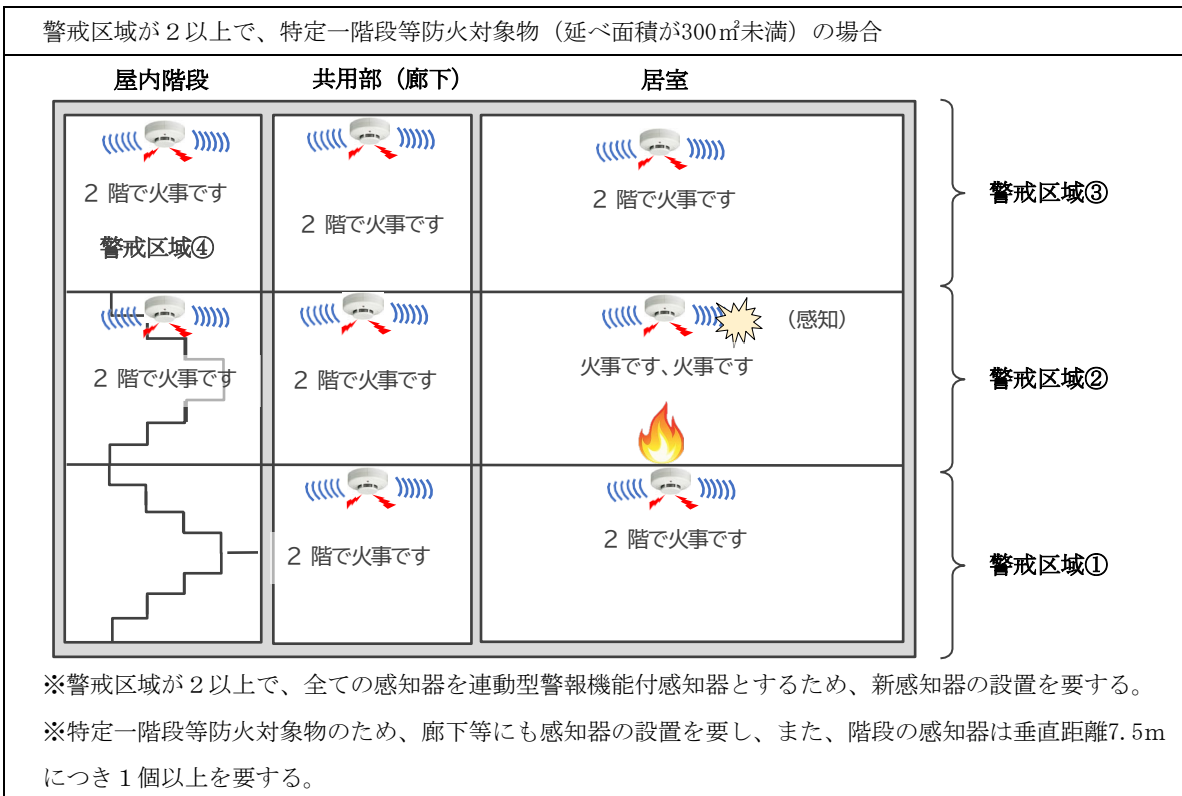 警戒区域が２以上で、特定一階段等防火対象物（延べ面積が300㎡未満）の場合
屋内階段
共用部（廊下）
居室
2 階で火事です
2 階で火事です
2 階で火事です
警戒区域③
警戒区域④
(感知)
2 階で火事です
2 階で火事です
火事です、火事です
警戒区域②
2 階で火事です
2 階で火事です
警戒区域①
※警戒区域が２以上で、全ての感知器を連動型警報機能付感知器とするため、新感知器の設置を要する。
※特定一階段等防火対象物のため、廊下等にも感知器の設置を要し、また、階段の感知器は垂直距離7.5m
につき１個以上を要する。